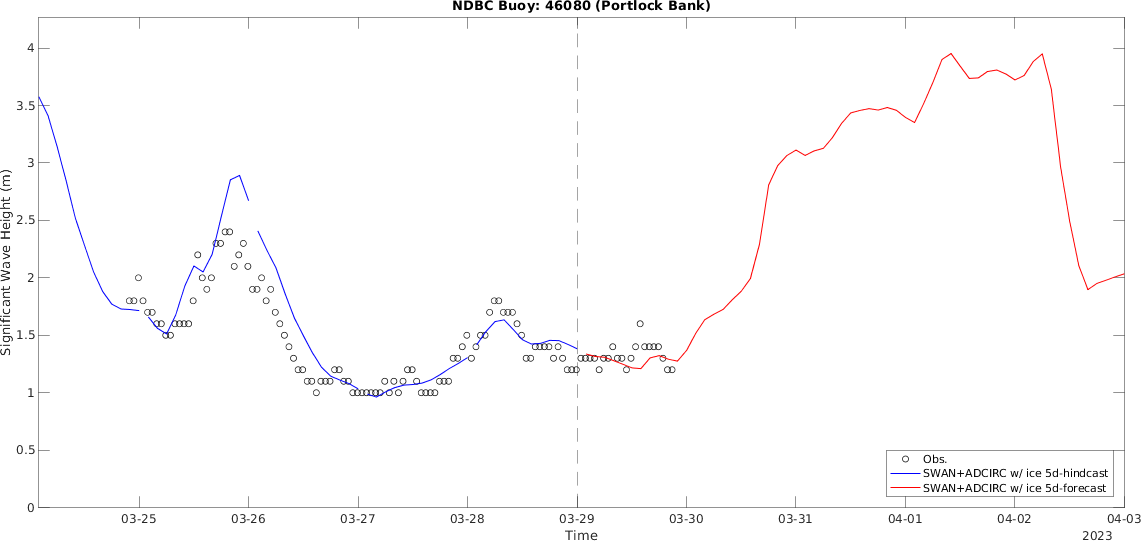 NDBC Buoy: 46080 (Portlock Bank)
Significant Wave Height (m)
4
3.5
3
2.5
2
1.5
1
0.5
0
Obs.
SWAN+ADCIRC w/ ice 5d-hindcast
SWAN+ADCIRC w/ ice 5d-forecast
03-25 03-26 03-27 03-28 03-29 03-30 03-31 04-01 04-02 04-03
Time
2023